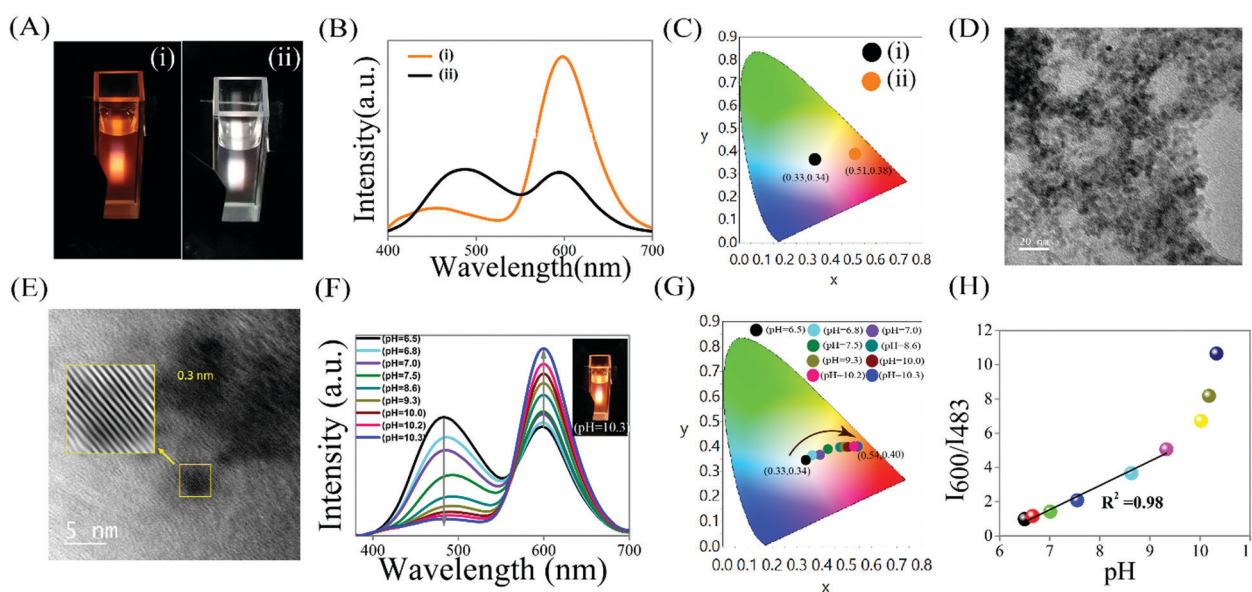 (A)
(i)
(ii)
(B)
(i)
(ii)
Intensity(a.u.)
400 500 600 700
Wavelength(nm)
(C)
0.9
0.8
0.7
0.6
0.5
0.4
0.3
0.2
0.1
0.0
y
(i)
(ii)
(0.33,0.34)
(0.51,0.38)
0.0 0.1 0.2 0.3 0.4 0.5 0.6 0.7 0.8
x
(D)
20 nm
(E)
0.3 nm
5 nm
(F)
(pH=6.5)
(pH=6.8)
(pH=7.0)
(pH=7.5)
(pH=8.6)
(pH=9.3)
(pH=10.0)
(pH=10.2)
(pH=10.3)
(pH=10.3)
Intensity (a.u.)
400 500 600 700
Wavelength (nm)
(G)
0.9
0.8
0.7
0.6
0.5
0.4
0.3
0.2
0.1
0.0
y
(pH=6.5) (pH=6.8) (pH=7.0)
(pH=7.5) (pH=8.6)
(pH=9.3) (pH=10.0)
(pH=10.2) (pH=10.3)
(0.33,0.34)
(0.54,0.40)
0.0 0.1 0.2 0.3 0.4 0.5 0.6 0.7 0.8
x
(H)
12
10
8
6
4
2
0
I600/I483
R² =0.98
6 7 8 9 10 1
pH